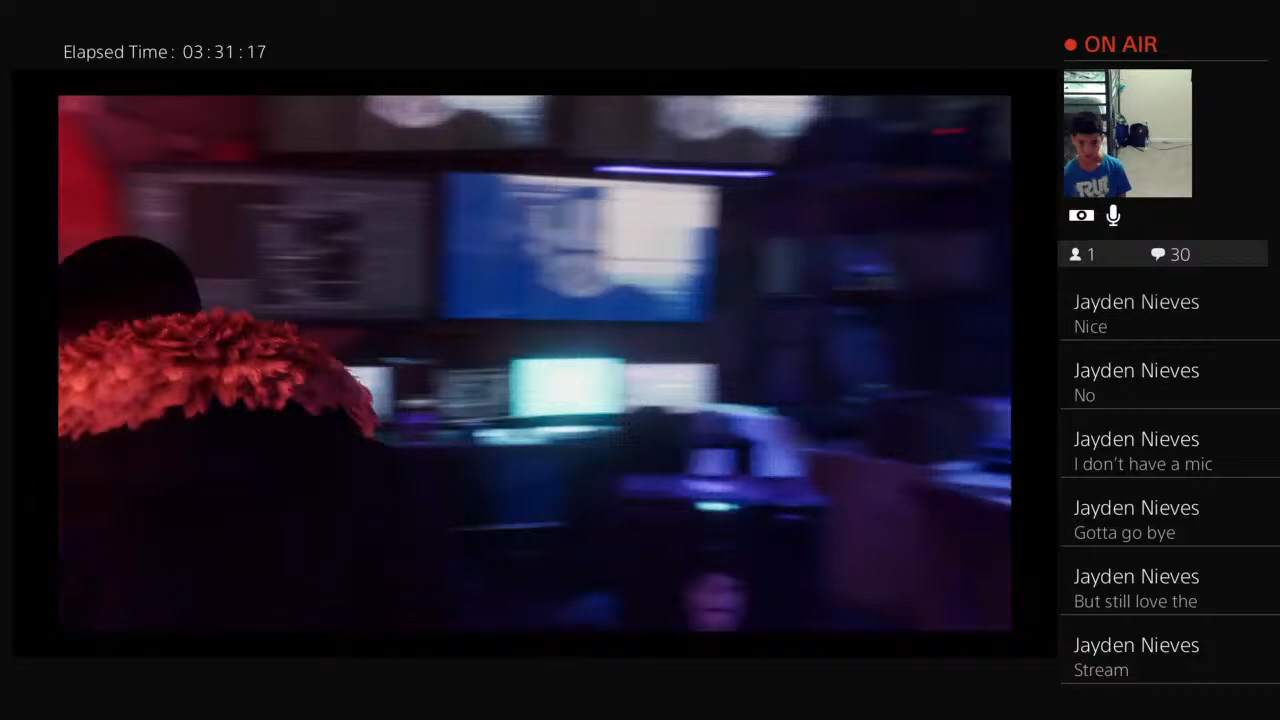 Elapsed Time: 03:31:17
ON AIR
1 30
Jayden Nieves
Nice
Jayden Nieves
No
Jayden Nieves
I don't have a mic
Jayden Nieves
Gotta go bye
Jayden Nieves
But still love the
Jayden Nieves
Stream